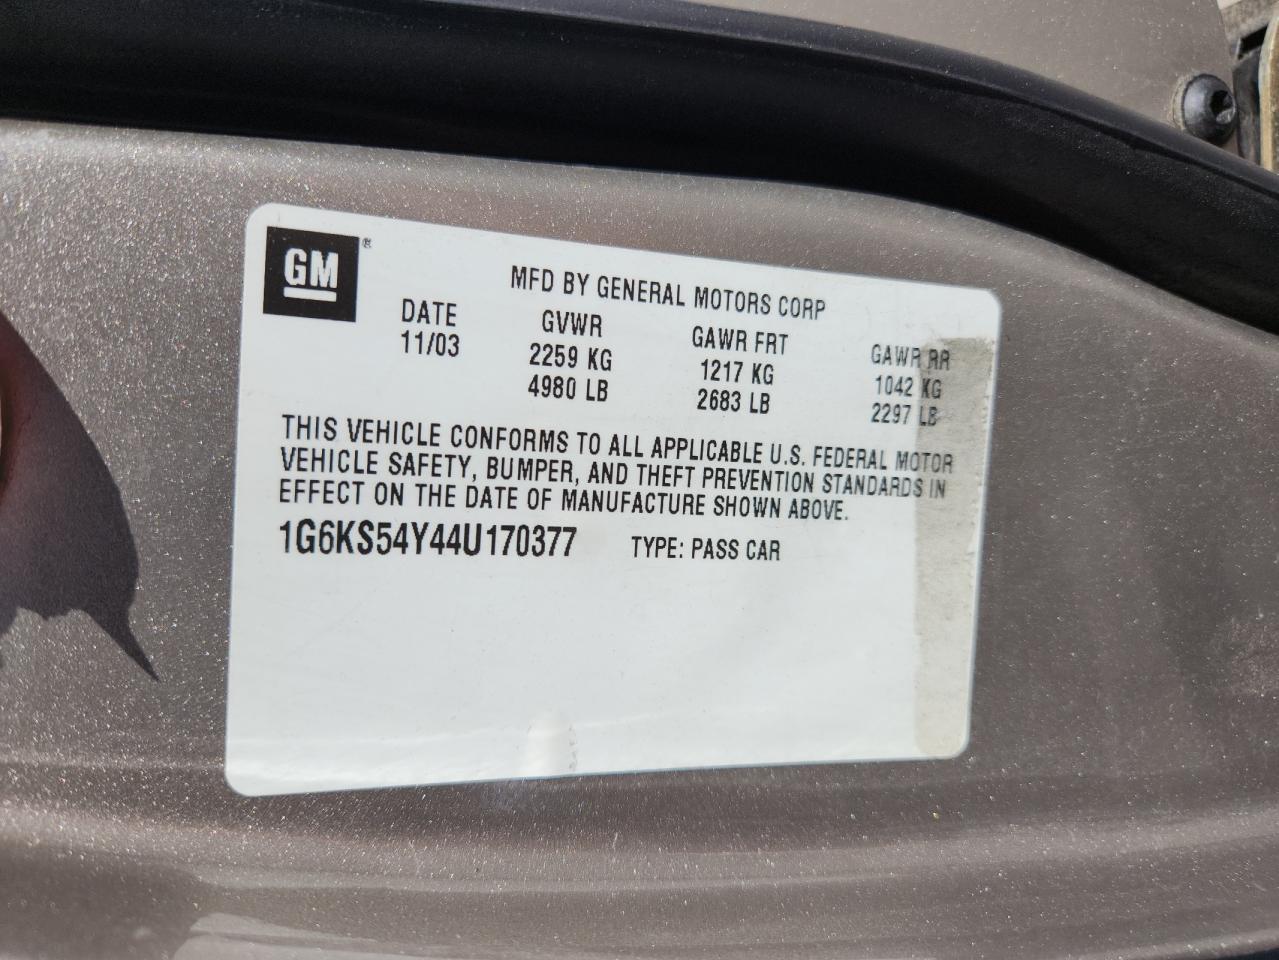 GM ®
MFD BY GENERAL MOTORS CORP
DATE GVWR GAWR FRT GAWR RR
11/03 2259 KG 1217 KG 1042 KG
4980 LB 2683 LB 2297 LB
THIS VEHICLE CONFORMS TO ALL APPLICABLE U.S. FEDERAL MOTOR
VEHICLE SAFETY, BUMPER, AND THEFT PREVENTION STANDARDS IN
EFFECT ON THE DATE OF MANUFACTURE SHOWN ABOVE.
1G6KS54Y44U170377 TYPE: PASS CAR